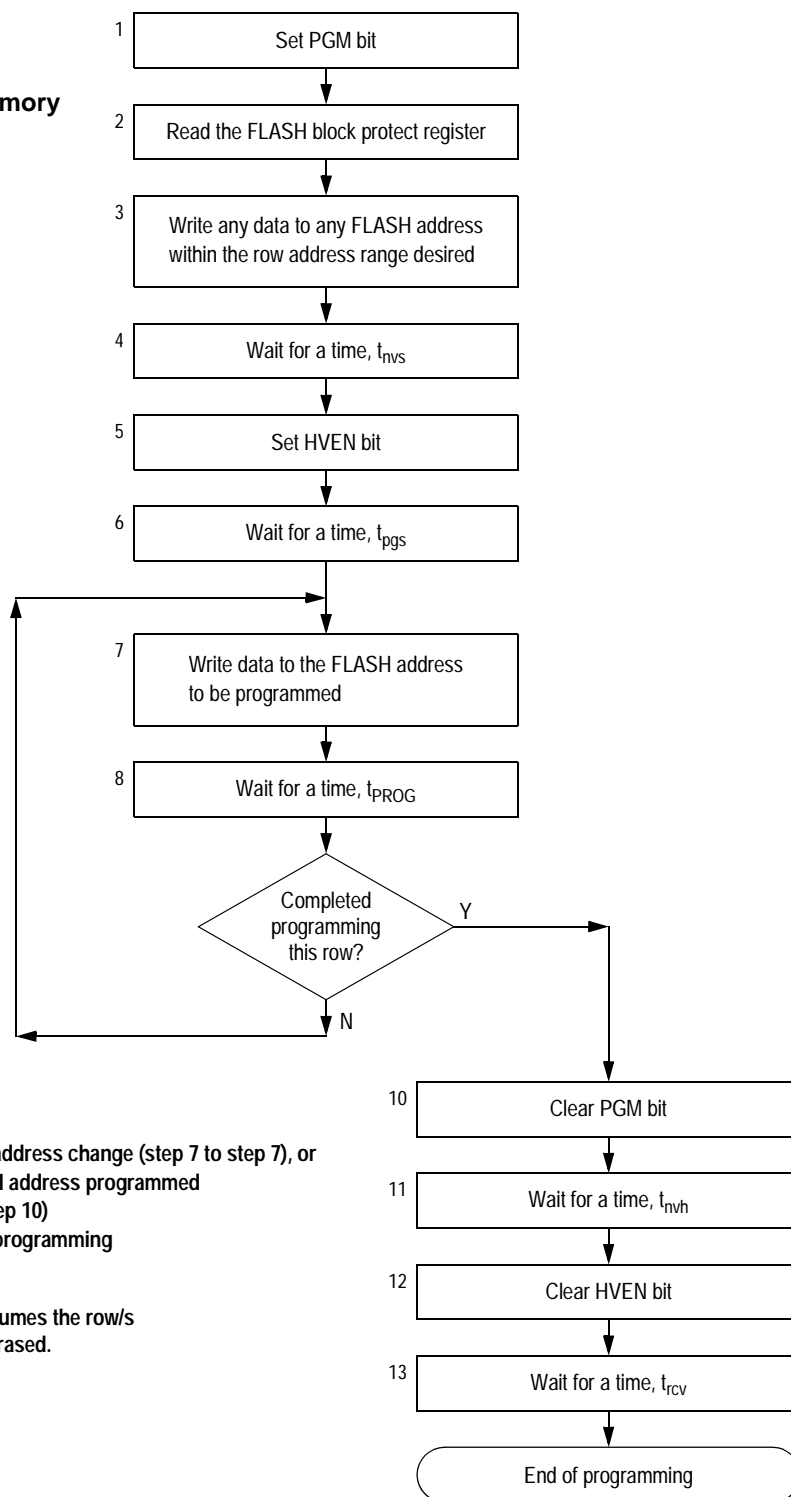 1
Set PGM bit
mory
2
Read the FLASH block protect register
3
Write any data to any FLASH address
within the row address range desired
4
Wait for a time, tnvs
5
Set HVEN bit
6
Wait for a time, tpgs
7
Write data to the FLASH address
to be programmed
8
Wait for a time, tPROG
Completed
programming
this row?
Y
N
10
Clear PGM bit
address change (step 7 to step 7), or
address programmed
ep 10)
programming
11
Wait for a time, tnvh
12
Clear HVEN bit
umes the row/s
rased.
13
Wait for a time, trcv
End of programming